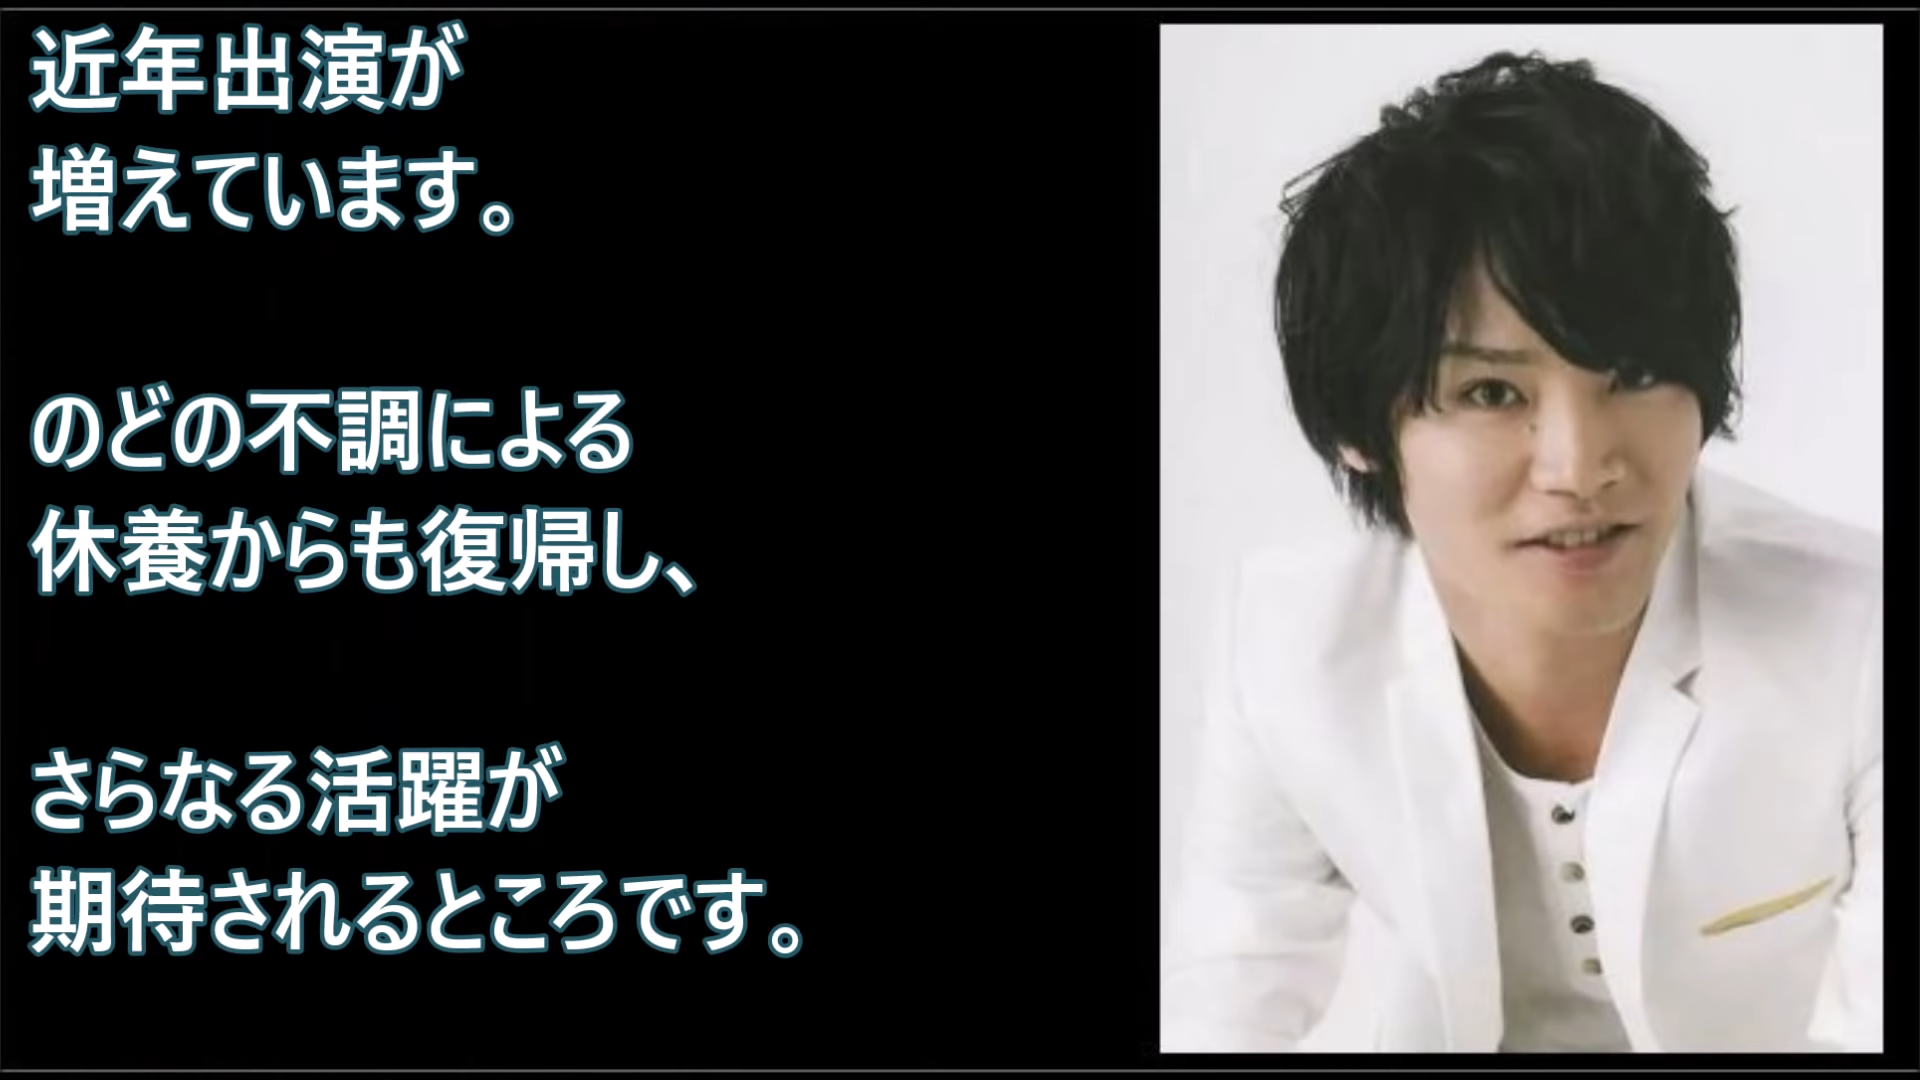 近年出演が
増えています。
のどの不調による
休養からも復帰し、
さらなる活躍が
期待されるところです。